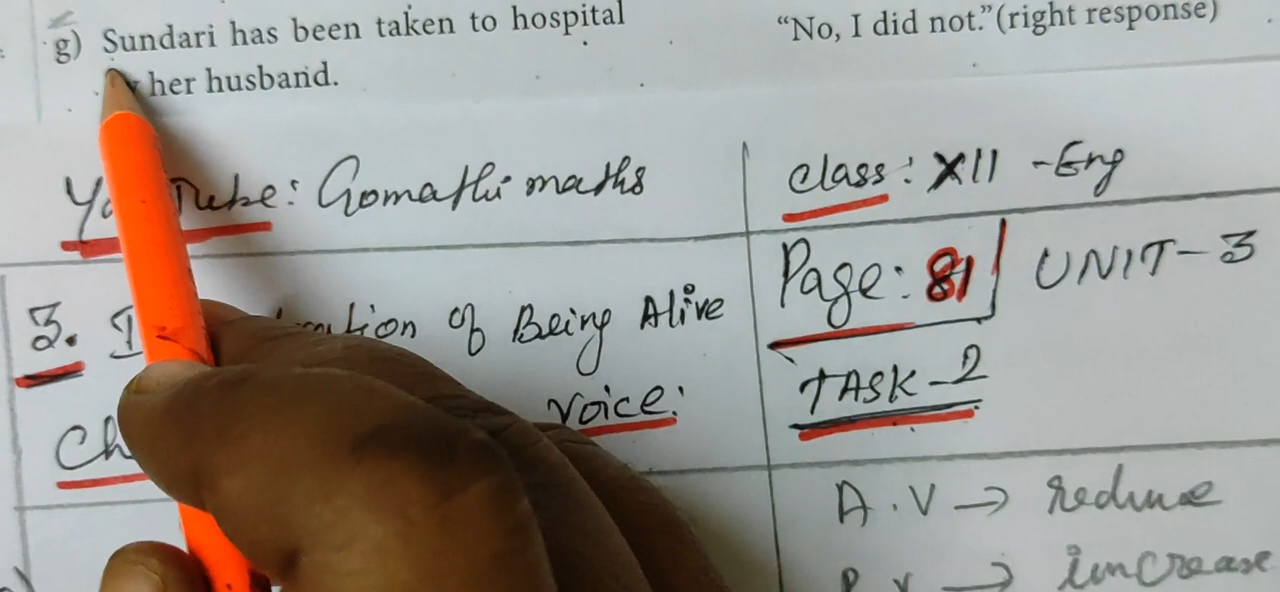 g) Sundari has been taken to hospital
her husband.
"No, I did not." (right response)
Tube: Gomathi maths
Class: XII - Eng
Page: 81 UNIT - 3
3. of Being Alive
Voice:
TASK - 2
A.V → reduce
P V → increase